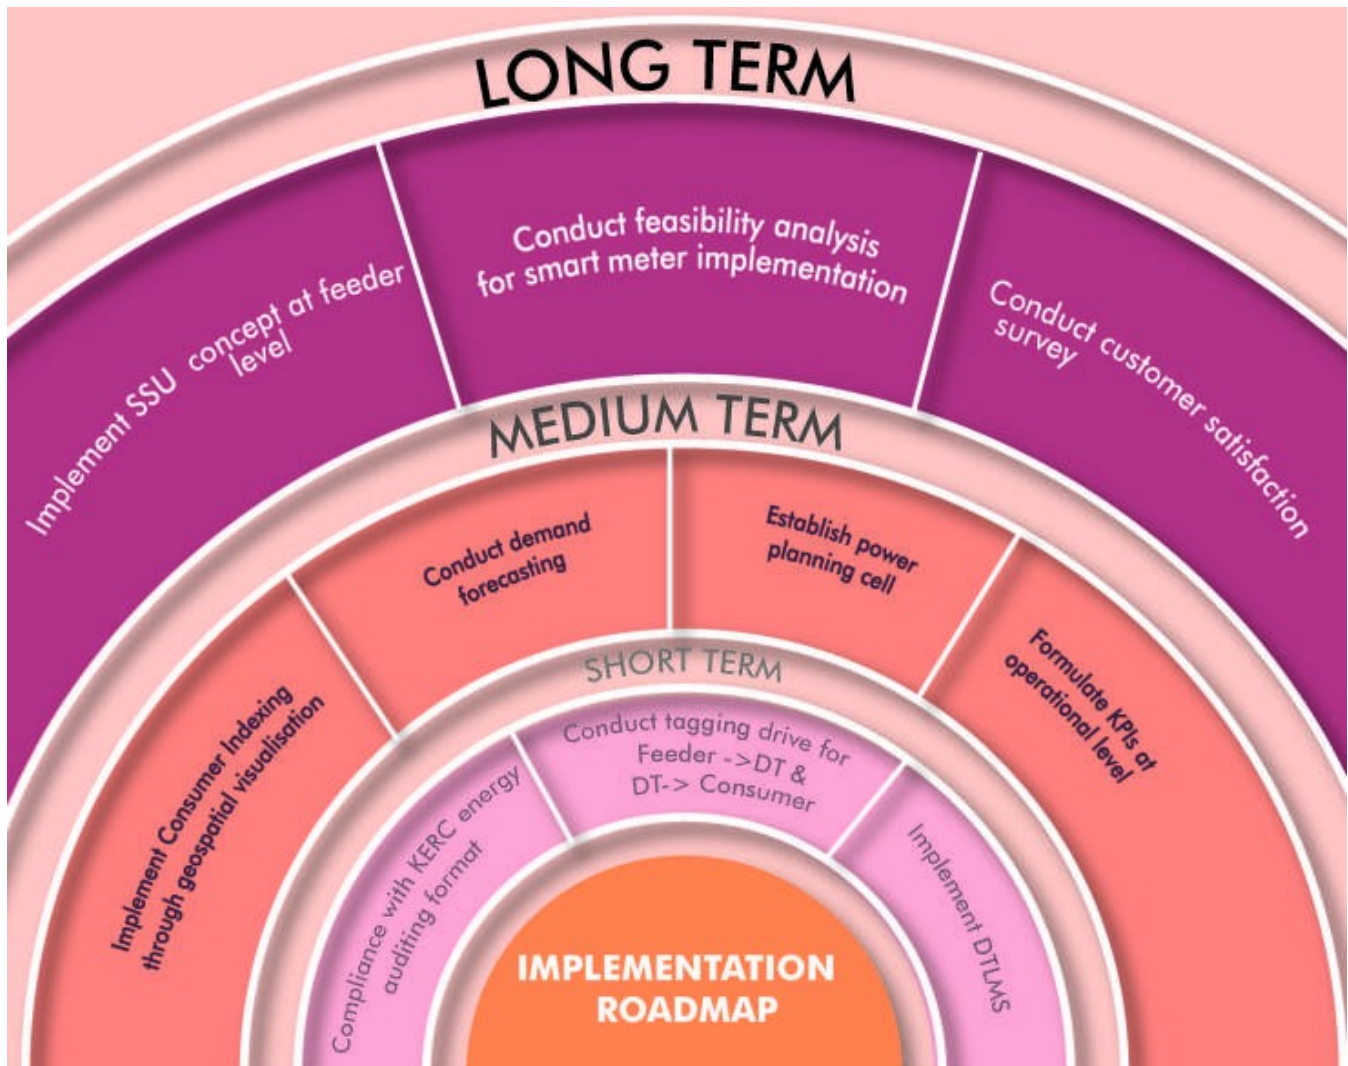 LONG TERM
Implement SSU concept at feeder
level
Conduct feasibility analysis
for smart meter implementation
Conduct customer satisfaction
survey
MEDIUM TERM
Implement Consumer Indexing
through geospatial visualisation
Conduct demand
forecasting
Establish power
planning cell
Formulate KPIs at
operational level
SHORT TERM
Compliance with KERC energy
auditing format
Conduct tagging drive for
Feeder ->DT &
DT-> Consumer
Implement DTLMS
IMPLEMENTATION
ROADMAP